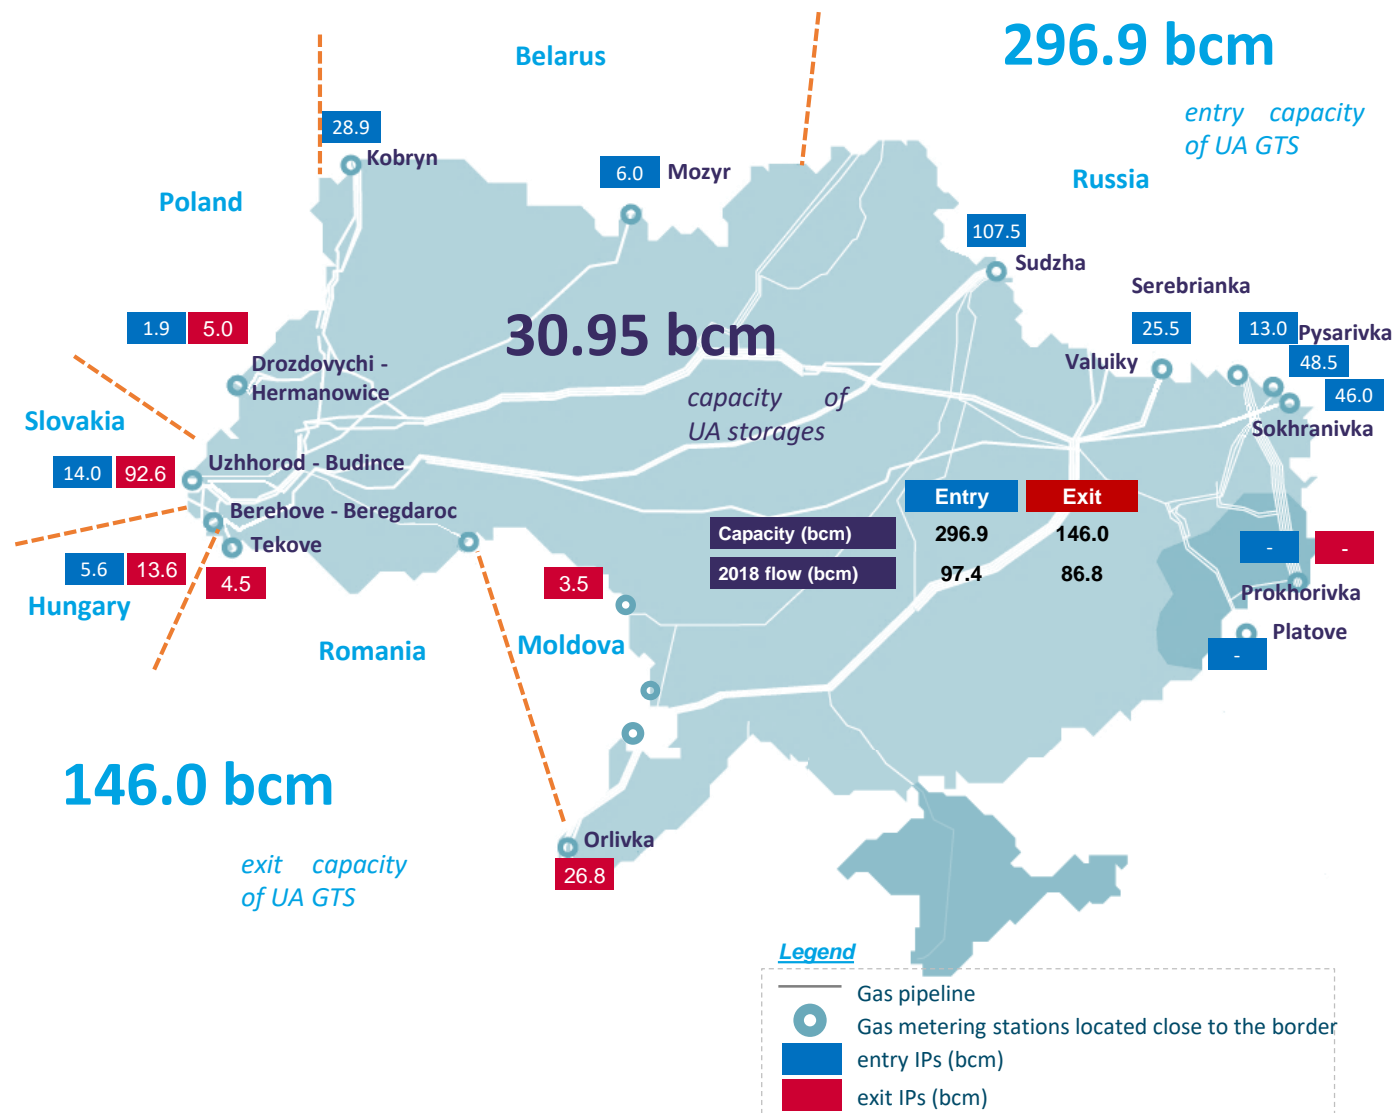 296.9 bcm
entry capacity
of UA GTS
Belarus
28.9
Kobryn
6.0
Mozyr
Russia
Poland
107.5
Sudzha
Serebrianka
1.9
5.0
25.5
13.0
Pysarivka
30.95 bcm
capacity of
UA storages
Drozdovychi -
Hermanowice
Valuiky
48.5
46.0
Slovakia
Sokhranivka
14.0
92.6
Uzhhorod - Budince
Berehove - Beregdaroc
Tekove
Entry
Exit
Capacity (bcm)
296.9
146.0
2018 flow (bcm)
97.4
86.8
5.6
13.6
4.5
Hungary
3.5
-
-
Prokhorivka
Platove
-
Romania
Moldova
146.0 bcm
exit capacity
of UA GTS
Orlivka
26.8
Legend
Gas pipeline
Gas metering stations located close to the border
entry IPs (bcm)
exit IPs (bcm)